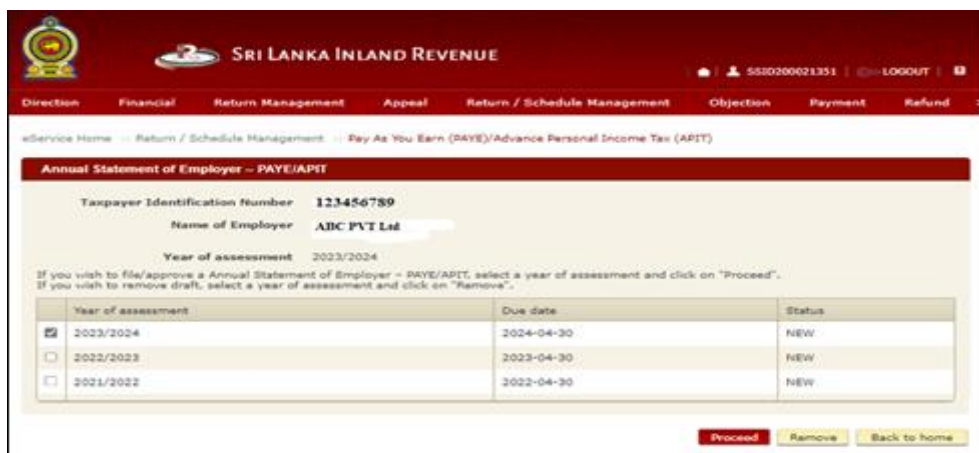 SRI LANKA INLAND REVENUE
SSID200021351 | LOGOUT |
Direction Financial Return Management Appeal Return / Schedule Management Objection Payment Refund
eService Home Return / Schedule Management Pay As You Earn (PAYE)/Advance Personal Income Tax (APIT)
Annual Statement of Employer – PAYE/APIT
Taxpayer Identification Number 123456789
Name of Employer ABC PVT Ltd
Year of assessment 2023/2024
If you wish to file/approve a Annual Statement of Employer – PAYE/APIT, select a year of assessment and click on "Proceed".
If you wish to remove draft, select a year of assessment and click on "Remove".
Year of assessment Due date Status
2023/2024 2024-04-30 NEW
2022/2023 2023-04-30 NEW
2021/2022 2022-04-30 NEW
Proceed Remove Back to home